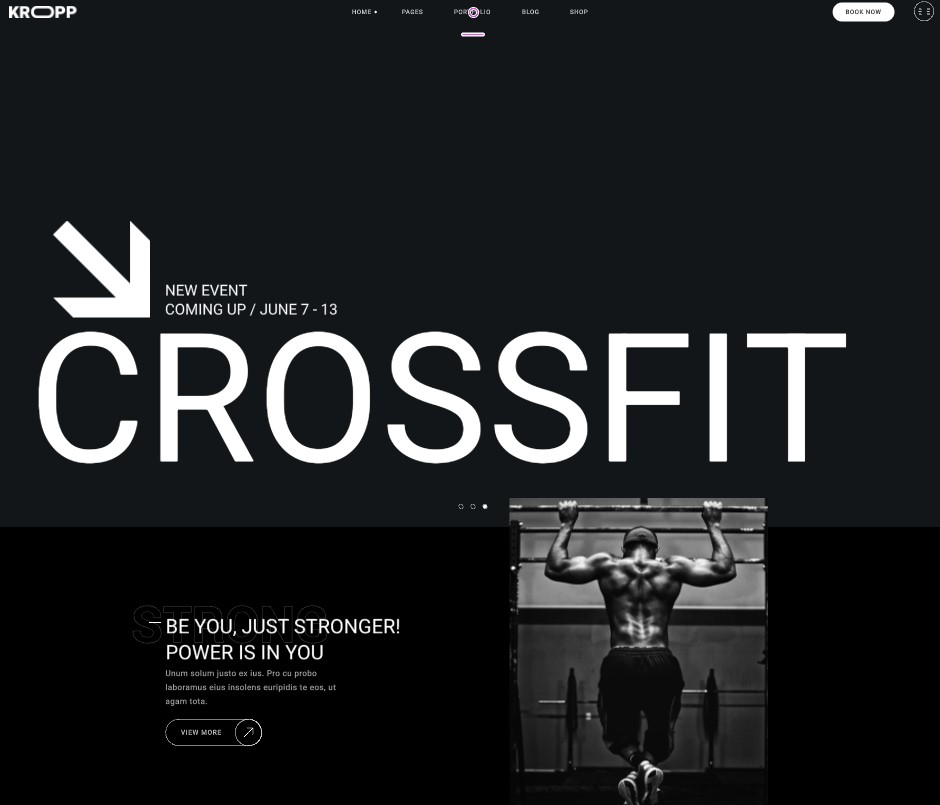 KROPP
HOME PAGES PORTFOLIO BLOG SHOP
BOOK NOW
NEW EVENT
COMING UP / JUNE 7 - 13
CROSSFIT
STRONG
BE YOU, JUST STRONGER!
POWER IS IN YOU
Unum solum justo ex ius. Pro cu probo
laboramus eius insolens euripidis te eos, ut
agam tota.
VIEW MORE